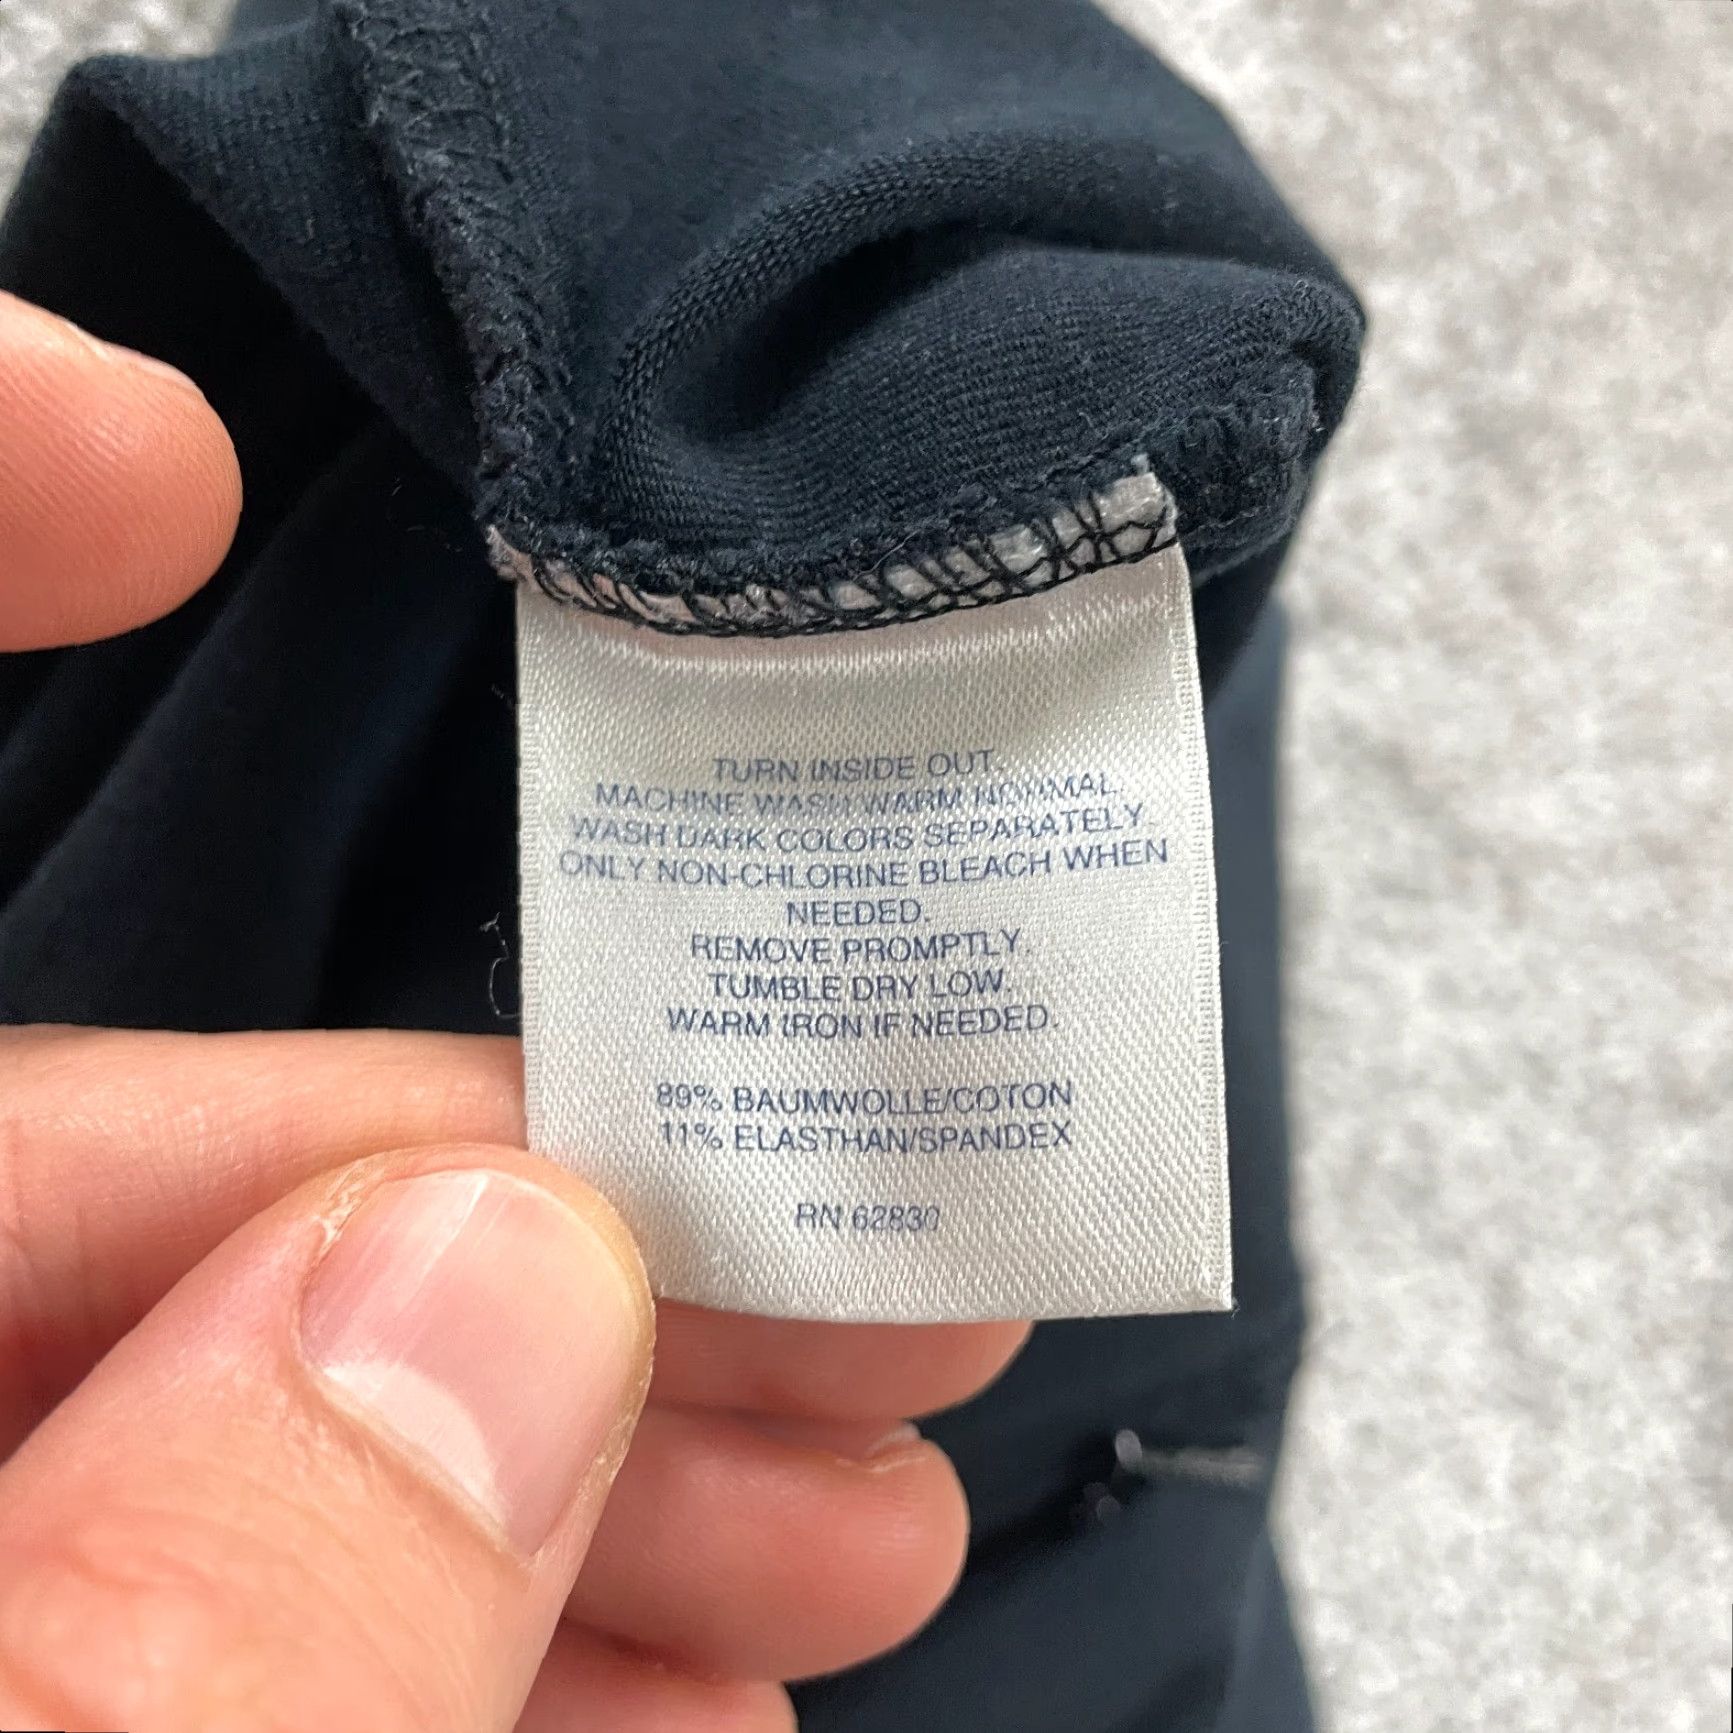 TURN INSIDE OUT.
MACHINE WASH WARM NORMAL.
WASH DARK COLORS SEPARATELY.
ONLY NON-CHLORINE BLEACH WHEN
NEEDED.
REMOVE PROMPTLY.
TUMBLE DRY LOW.
WARM IRON IF NEEDED.
89% BAUMWOLLE/COTON
11% ELASTHAN/SPANDEX
RN 62830